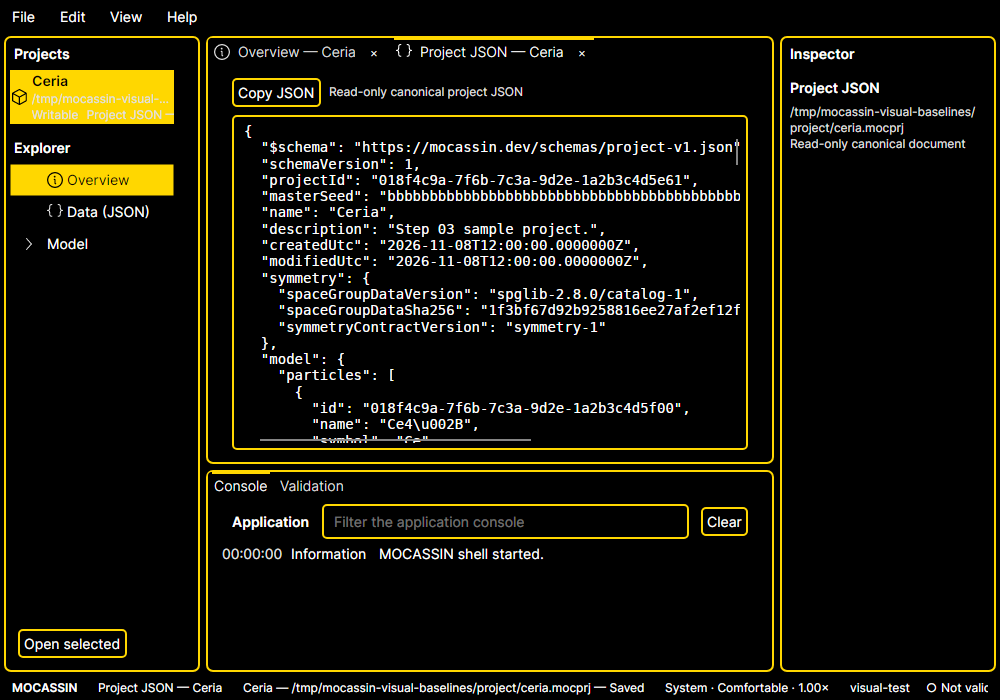 File Edit View Help
Projects
Ceria
/tmp/mocassin-visual-...
Writable Project JSON —
Explorer
Overview
{ } Data (JSON)
Model
Open selected
Overview — Ceria ×
{ } Project JSON — Ceria ×
Copy JSON Read-only canonical project JSON
{
"$schema": "https://mocassin.dev/schemas/project-v1.json"
"schemaVersion": 1,
"projectId": "018f4c9a-7f6b-7c3a-9d2e-1a2b3c4d5e61",
"masterSeed": "bbbbbbbbbbbbbbbbbbbbbbbbbbbbbbbbbbbbbbbbbb
"name": "Ceria",
"description": "Step 03 sample project.",
"createdUtc": "2026-11-08T12:00:00.0000000Z",
"modifiedUtc": "2026-11-08T12:00:00.0000000Z",
"symmetry": {
"spaceGroupDataVersion": "spglib-2.8.0/catalog-1",
"spaceGroupDataSha256": "1f3bf67d92b9258816ee27af2ef12f
"symmetryContractVersion": "symmetry-1"
},
"model": {
"particles": [
{
"id": "018f4c9a-7f6b-7c3a-9d2e-1a2b3c4d5f00",
"name": "Ce4\u002B",
"symbol": "Ce"
Console Validation
Application Filter the application console Clear
00:00:00 Information MOCASSIN shell started.
Inspector
Project JSON
/tmp/mocassin-visual-baselines/
project/ceria.mocprj
Read-only canonical document
MOCASSIN Project JSON — Ceria Ceria — /tmp/mocassin-visual-baselines/project/ceria.mocprj — Saved System · Comfortable · 1.00× visual-test Not valic